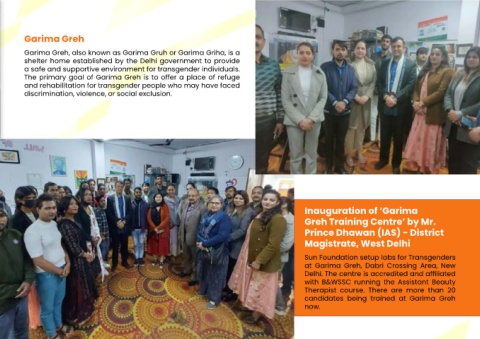 Garima Greh
Garima Greh, also known as Garima Gruh or Garima Griha, is a
shelter home established by the Delhi government to provide
a safe and supportive environment for transgender individuals.
The primary goal of Garima Greh is to offer a place of refuge
and rehabilitation for transgender people who may have faced
discrimination, violence, or social exclusion.
Inauguration of ‘Garima
Greh Training Centre’ by Mr.
Prince Dhawan (IAS) - District
Magistrate, West Delhi
Sun Foundation setup labs for Transgenders
at Garima Greh, Dabri Crossing Area, New
Delhi. The centre is accredited and affiliated
with B&WSSC running the Assistant Beauty
Therapist course. There are more than 20
candidates being trained at Garima Greh
now.